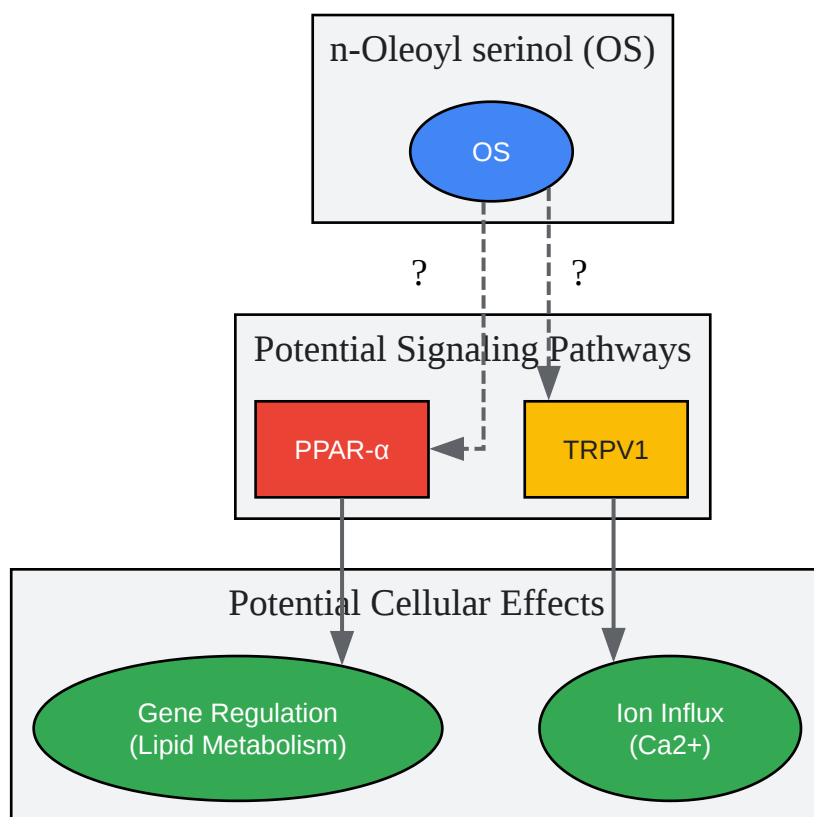 n-Oleoyl serinol (OS)
OS
?
?
Potential Signaling Pathways
PPAR-α
TRPV1
Potential Cellular Effects
Gene Regulation
(Lipid Metabolism)
Ion Influx
(Ca2+)